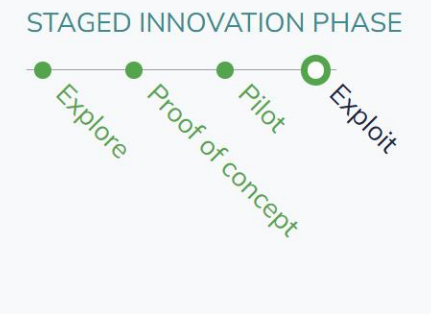 STAGED INNOVATION PHASE
Explore
Proof of concept
Pilot
Exploit